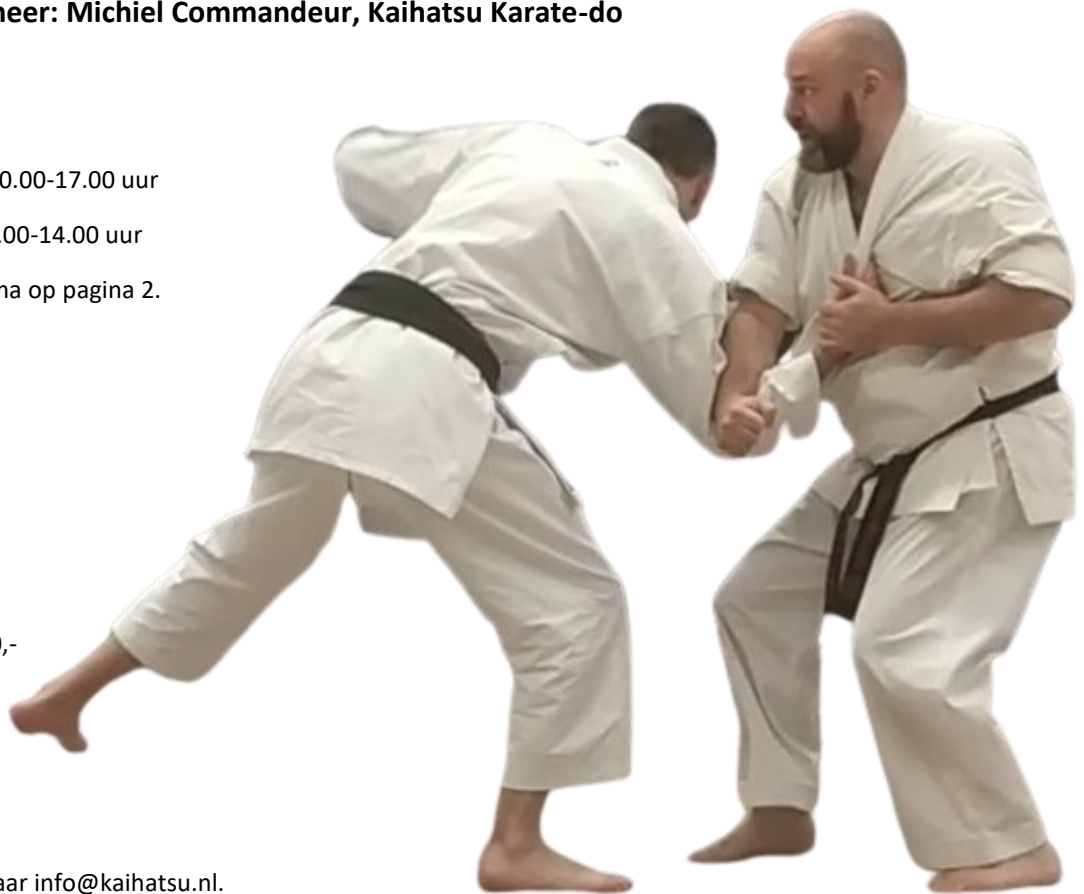 neer: Michiel Commandeur, Kaihatsu Karate-do
0.00-17.00 uur
.00-14.00 uur
na op pagina 2.
,-
aar info@kaihatsu.nl.